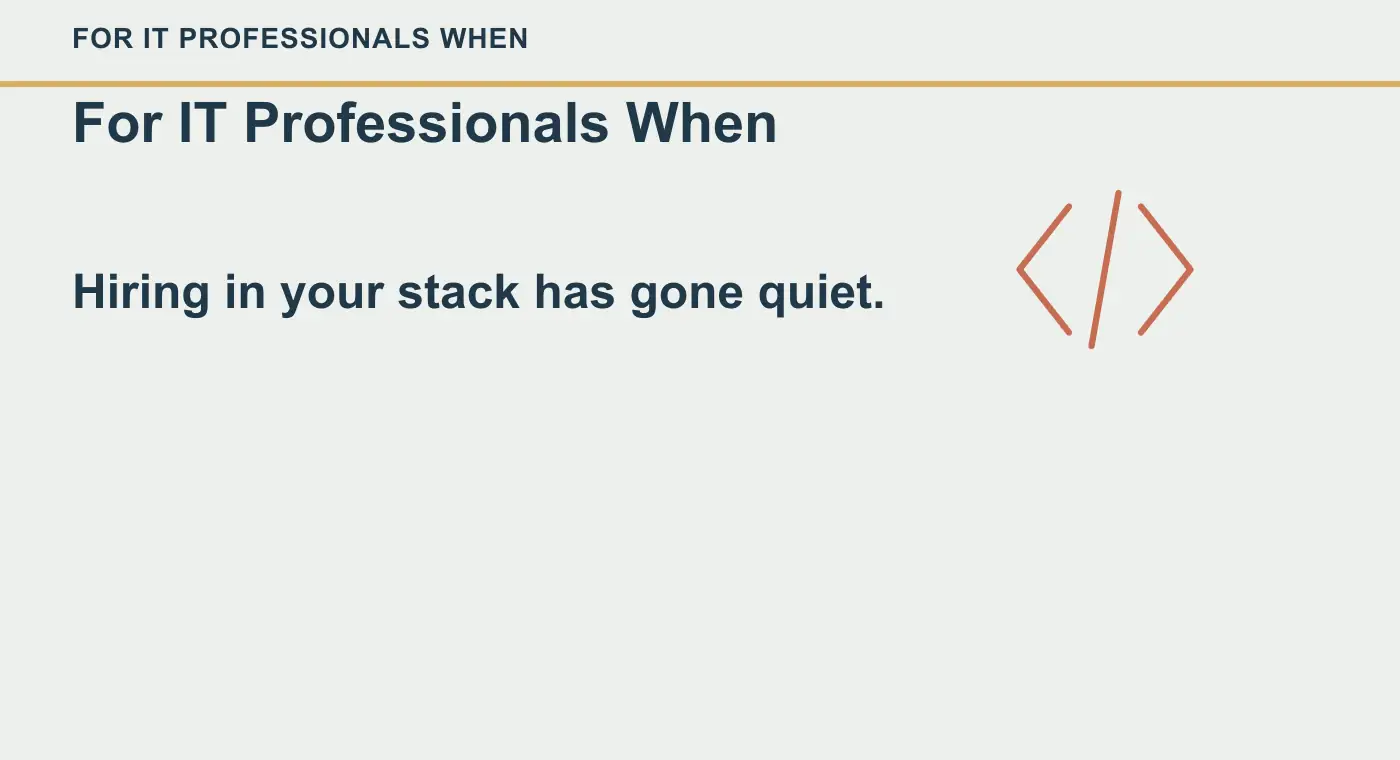 FOR IT PROFESSIONALS WHEN
For IT Professionals When
Hiring in your stack has gone quiet.